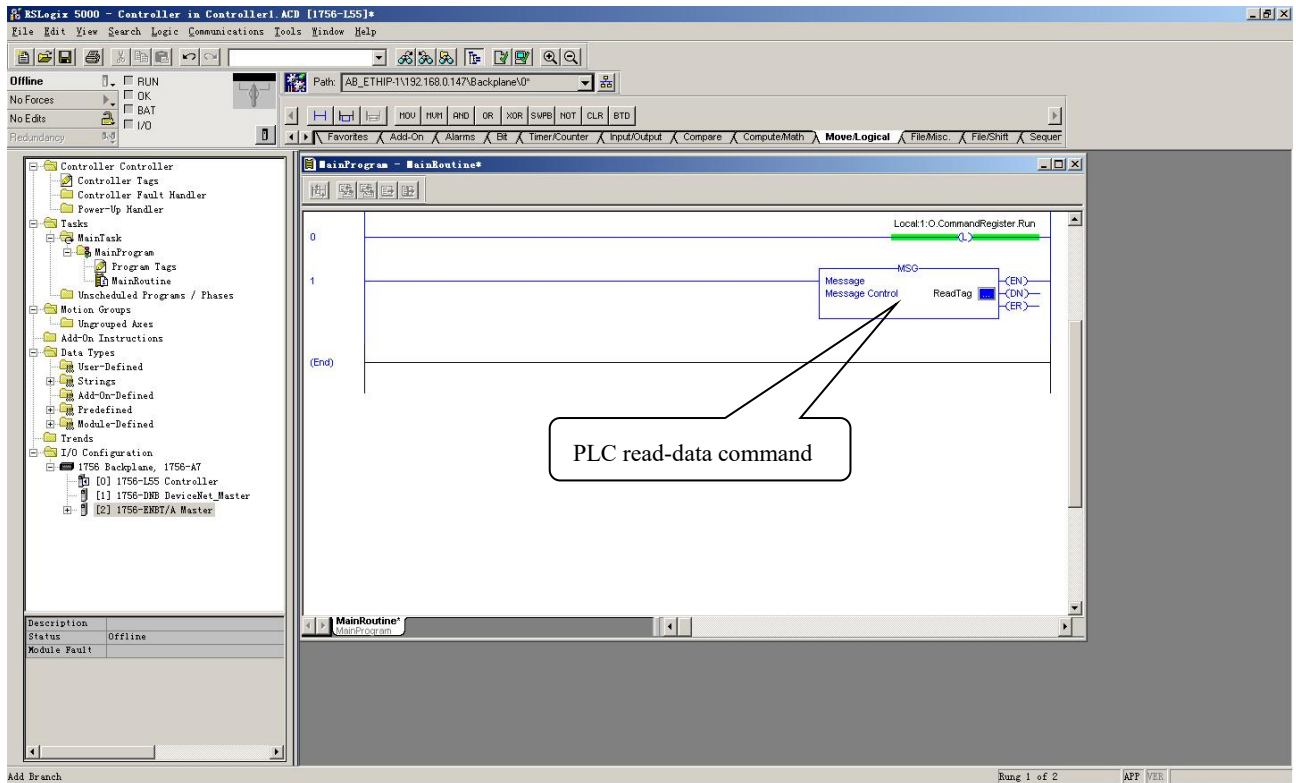 RSLogix 5000 - Controller in Controller1.ACD [1756-L55]*
File Edit View Search Logic Communications Tools Window Help
Offline
RUN
No Forces
OK
No Edits
BAT
Redundancy
I/O
Path: AB_ETHIP-1\192.168.0.147\Backplane\0*
MOV MVM AND OR XOR SWPB NOT CLR BTD
Favorites Add-On Alarms Bit Timer/Counter Input/Output Compare Compute/Math Move/Logical File/Misc. File/Shift Sequer
Controller Controller
Controller Tags
Controller Fault Handler
Power-Up Handler
Tasks
MainTask
MainProgram
Program Tags
MainRoutine
Unscheduled Programs / Phases
Motion Groups
Ungrouped Axes
Add-On Instructions
Data Types
User-Defined
Strings
Add-On-Defined
Predefined
Module-Defined
Trends
I/O Configuration
1756 Backplane, 1756-A7
[0] 1756-L55 Controller
[1] 1756-DNB DeviceNet_Master
[2] 1756-ENBT/A Master
Description
Status Offline
Module Fault
MainProgram - MainRoutine*
Local:1:O.CommandRegister.Run
0
L
MSG
1
Message
Message Control ReadTag ...
EN
DN
ER
(End)
PLC read-data command
MainRoutine*
MainProgram
Add Branch
Rung 1 of 2
APP VER